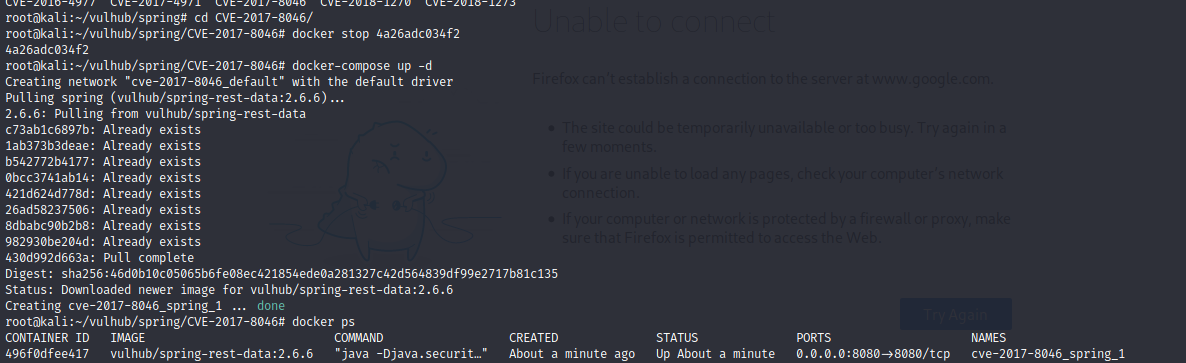 CVE-2016-4977  CVE-2017-4971  CVE-2017-8046  CVE-2018-1270  CVE-2018-1273
root@kali:~/vulhub/spring# cd CVE-2017-8046/
root@kali:~/vulhub/spring/CVE-2017-8046# docker stop 4a26adc034f2
4a26adc034f2
root@kali:~/vulhub/spring/CVE-2017-8046# docker-compose up -d
Creating network "cve-2017-8046_default" with the default driver
Pulling spring (vulhub/spring-rest-data:2.6.6)...
2.6.6: Pulling from vulhub/spring-rest-data
c73ab1c6897b: Already exists
1ab373b3deae: Already exists
b542772b4177: Already exists
0bcc3741ab14: Already exists
421d624d778d: Already exists
26ad58237506: Already exists
8dbabc90b2b8: Already exists
982930be204d: Already exists
430d992d663a: Pull complete
Digest: sha256:46d0b10c05065b6fe08ec421854ede0a281327c42d564839df99e2717b81c135
Status: Downloaded newer image for vulhub/spring-rest-data:2.6.6
Creating cve-2017-8046_spring_1 ... done
root@kali:~/vulhub/spring/CVE-2017-8046# docker ps
CONTAINER ID   IMAGE   COMMAND   CREATED   STATUS   PORTS   NAMES
496f0dfee417   vulhub/spring-rest-data:2.6.6   "java -Djava.securit…"   About a minute ago   Up About a minute   0.0.0.0:8080→8080/tcp   cve-2017-8046_spring_1
Unable to connect
Firefox can't establish a connection to the server at www.google.com
The site could be temporarily unavailable or too busy. Try again in a
few moments.
If you are unable to load any pages, check your computer's network
connection.
If your computer or network is protected by a firewall or proxy, make
sure that Firefox is permitted to access the Web.
Try Again